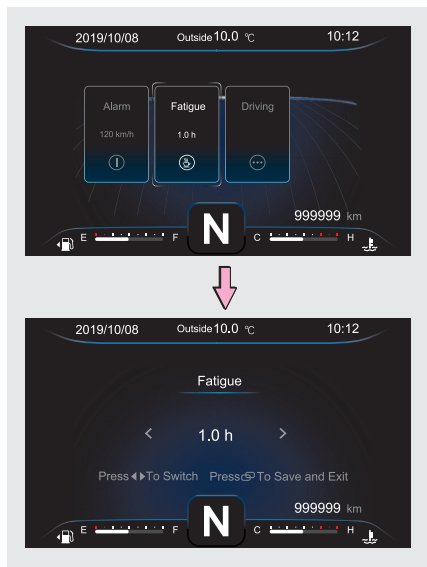 2019/10/08 Outside 10.0 ℃ 10:12
Alarm Fatigue Driving
120 km/h 1.0 h
999999 km
E F N C H
2019/10/08 Outside 10.0 ℃ 10:12
Fatigue
< 1.0 h >
Press◀▶To Switch Press To Save and Exit
999999 km
E F N C H